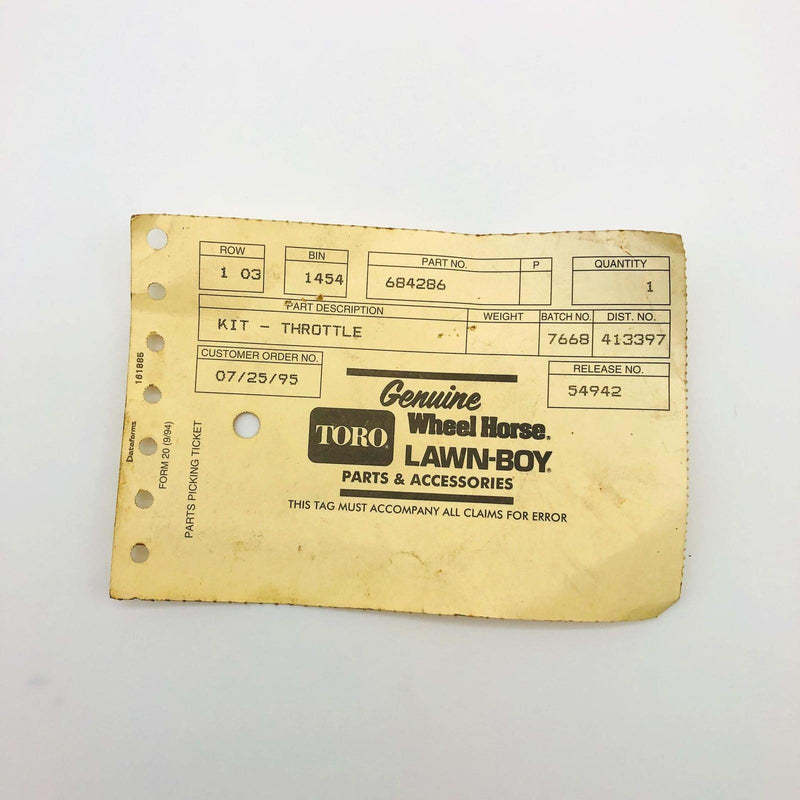 ROW BIN PART NO. P QUANTITY
1 03 1454 684286 1
PART DESCRIPTION WEIGHT BATCH NO. DIST. NO.
KIT - THROTTLE 7668 413397
CUSTOMER ORDER NO. RELEASE NO.
07/25/95 54942
Genuine
TORO. Wheel Horse.
LAWN-BOY.
PARTS & ACCESSORIES
THIS TAG MUST ACCOMPANY ALL CLAIMS FOR ERROR
Dataforms 161885
FORM 20 (9/94)
PARTS PICKING TICKET